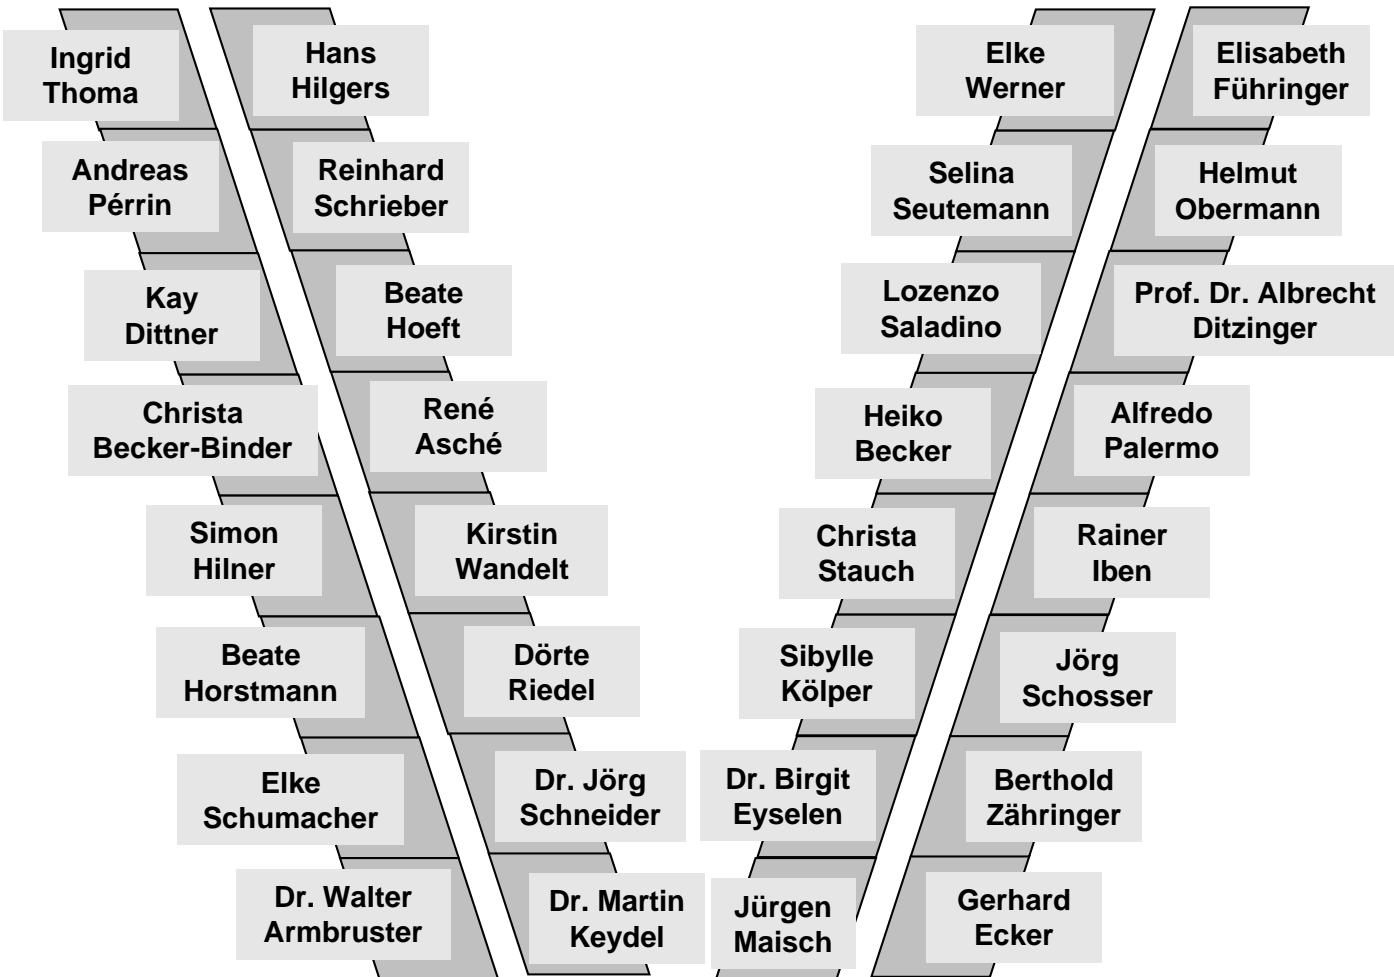 Ingrid
Thoma
Hans
Hilgers
Elke
Werner
Elisabeth
Führinger
Andreas
Pérrin
Reinhard
Schrieber
Selina
Seutemann
Helmut
Obermann
Kay
Dittner
Beate
Hoeft
Lozenzo
Saladino
Prof. Dr. Albrecht
Ditzinger
Christa
Becker-Binder
René
Asché
Heiko
Becker
Alfredo
Palermo
Simon
Hilner
Kirstin
Wandelt
Christa
Stauch
Rainer
Iben
Beate
Horstmann
Dörte
Riedel
Sibylle
Kölper
Jörg
Schosser
Elke
Schumacher
Dr. Jörg
Schneider
Dr. Birgit
Eyselen
Berthold
Zähringer
Dr. Walter
Armbruster
Dr. Martin
Keydel
Jürgen
Maisch
Gerhard
Ecker